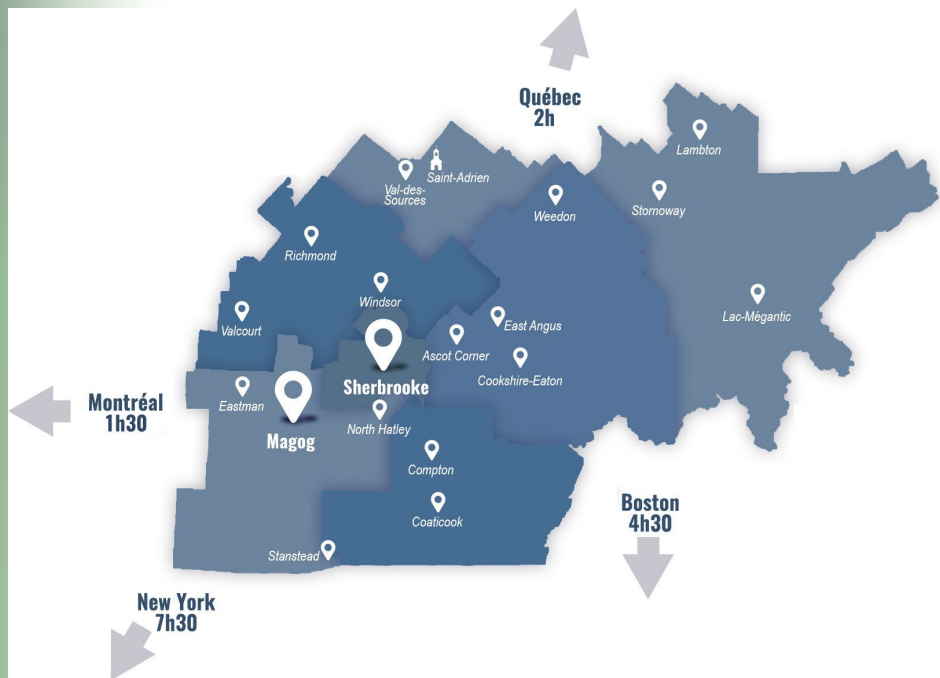 Québec
2h
Lambton
Saint-Adrien
Val-des-
Sources
Stornoway
Weedon
Richmond
Windsor
Valcourt
Lac-Mégantic
East Angus
Ascot Corner
Cookshire-Eaton
Sherbrooke
Eastman
Magog
North Hatley
Montréal
1h30
Compton
Coaticook
Boston
4h30
Stanstead
New York
7h30